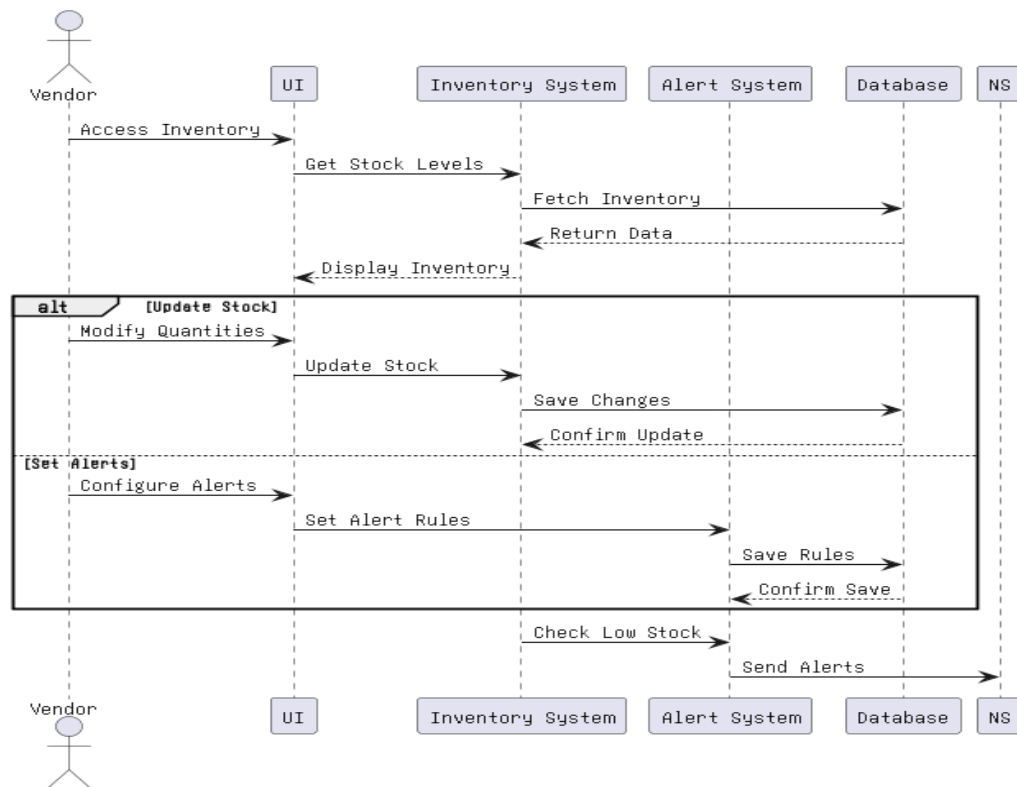 Vendor
UI
Inventory System
Alert System
Database
NS
Access Inventory
Get Stock Levels
Fetch Inventory
Return Data
Display Inventory
alt [Update Stock]
Modify Quantities
Update Stock
Save Changes
Confirm Update
[Set Alerts]
Configure Alerts
Set Alert Rules
Save Rules
Confirm Save
Check Low Stock
Send Alerts
Vendor
UI
Inventory System
Alert System
Database
NS